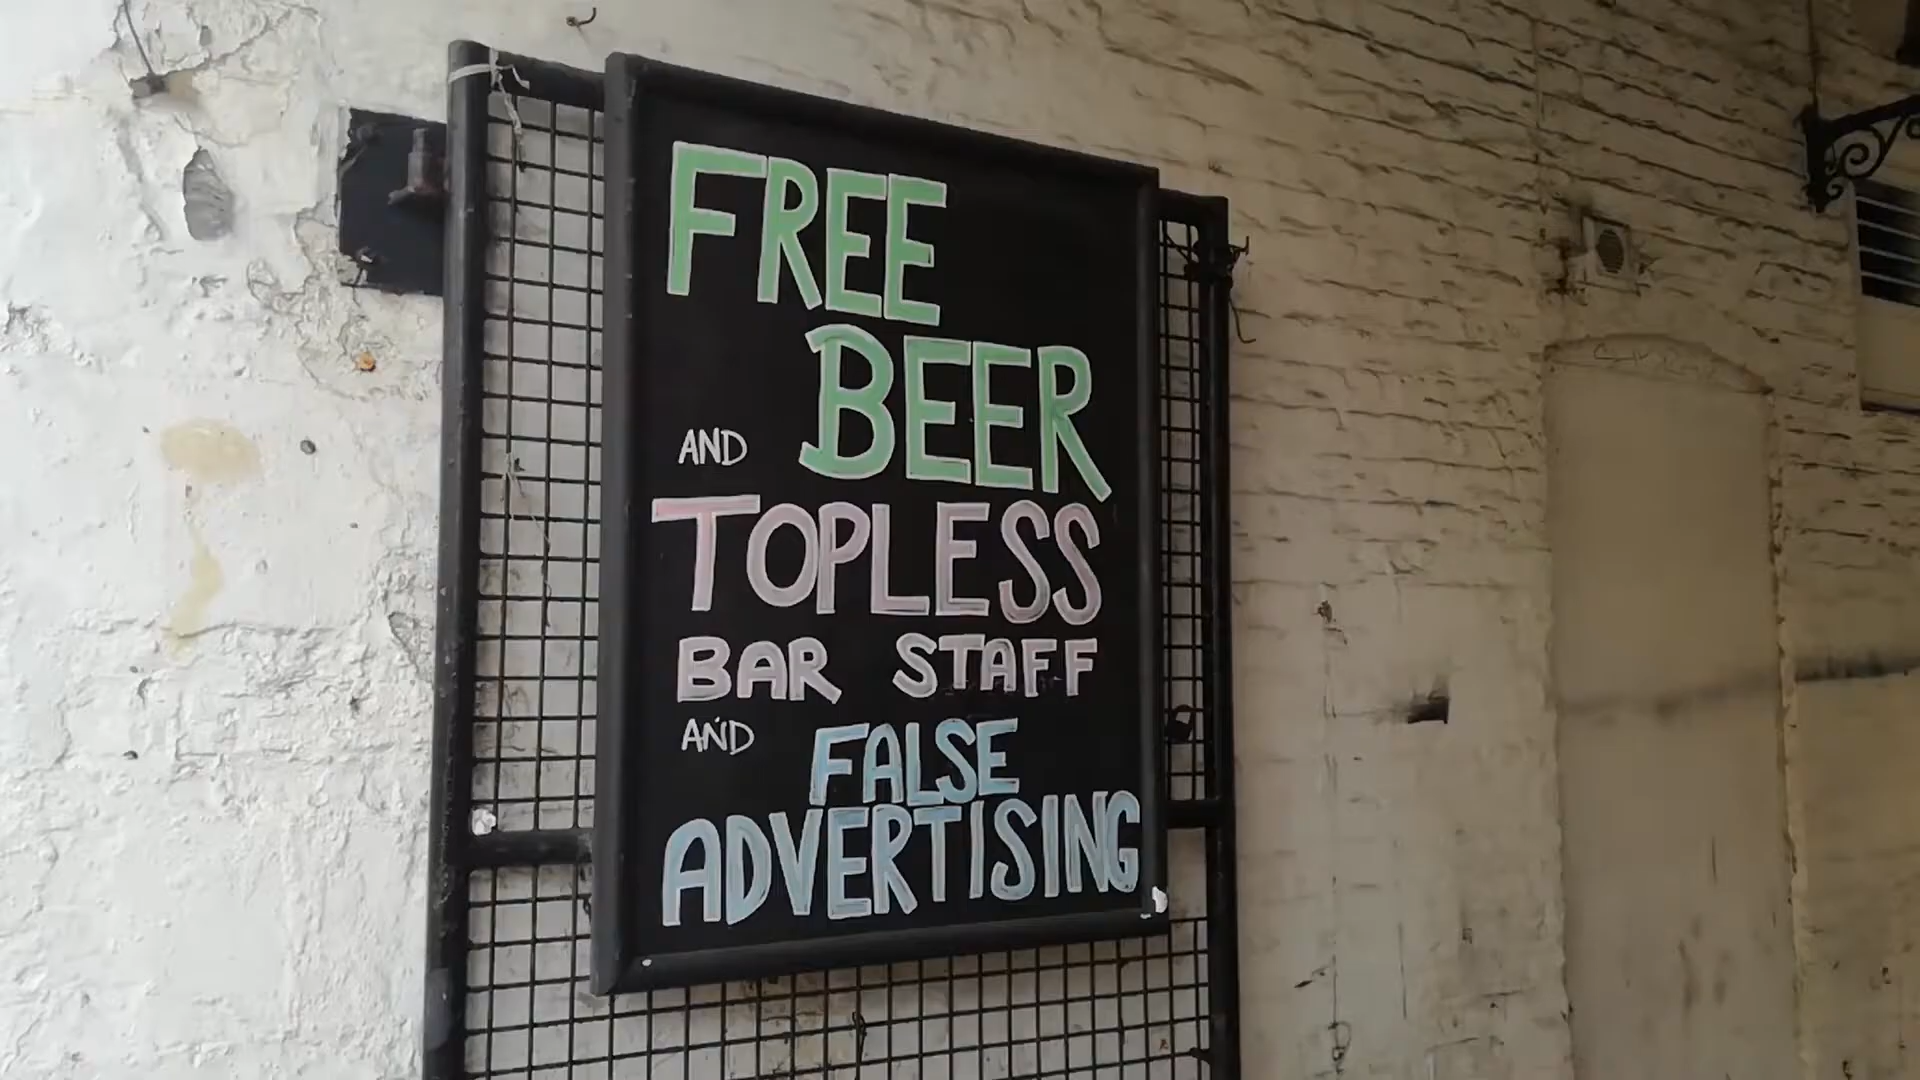 FREE
BEER
AND
TOPLESS
BAR STAFF
AND FALSE
ADVERTISING